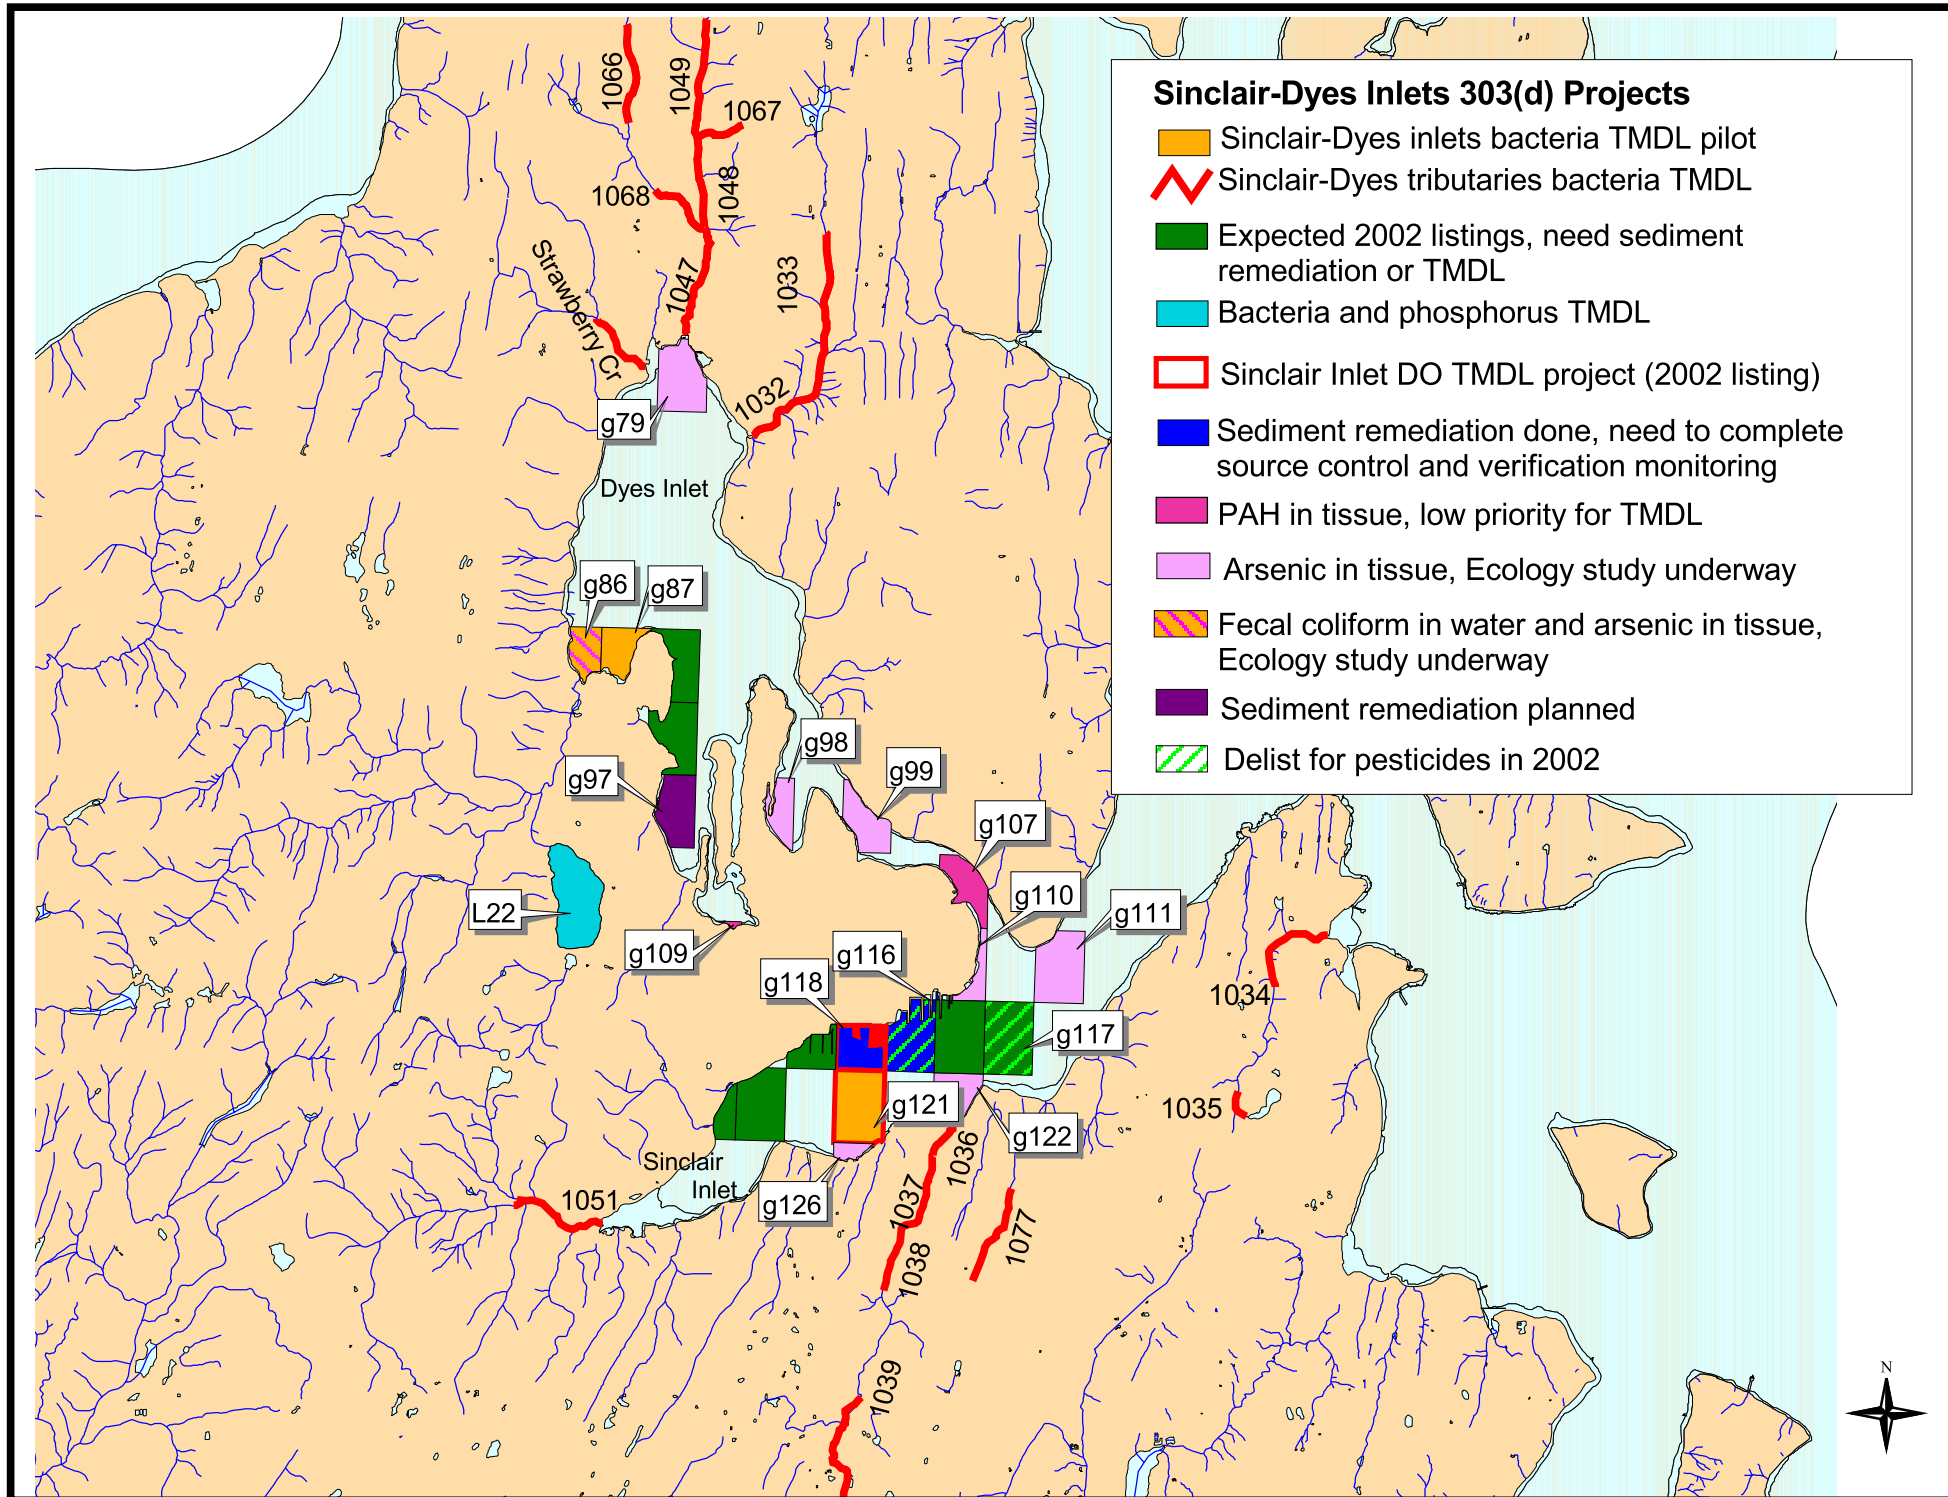 Sinclair-Dyes Inlets 303(d) Projects
Sinclair-Dyes inlets bacteria TMDL pilot
Sinclair-Dyes tributaries bacteria TMDL
Expected 2002 listings, need sediment
remediation or TMDL
Bacteria and phosphorus TMDL
Sinclair Inlet DO TMDL project (2002 listing)
Sediment remediation done, need to complete
source control and verification monitoring
PAH in tissue, low priority for TMDL
Arsenic in tissue, Ecology study underway
Fecal coliform in water and arsenic in tissue,
Ecology study underway
Sediment remediation planned
Delist for pesticides in 2002
1066
1049
1067
1068
1048
Strawberry Cr
1047
1033
1032
g79
Dyes Inlet
g86
g87
g98
g97
g99
g107
g110
g111
L22
g109
g116
g118
g117
1034
g121
g122
1035
Sinclair
Inlet
g126
1051
1036
1037
1038
1077
1039
N